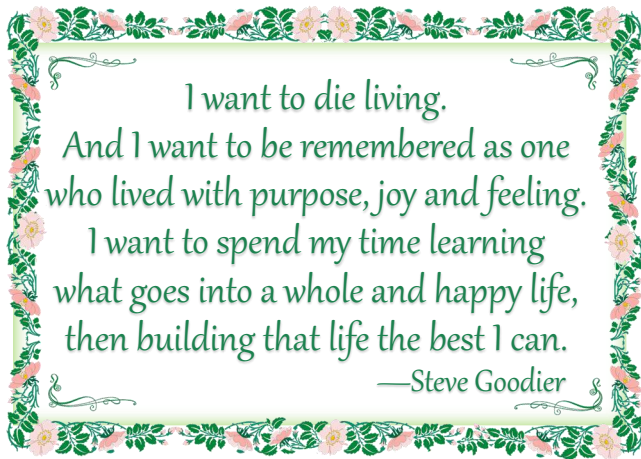 I want to die living.
And I want to be remembered as one
who lived with purpose, joy and feeling.
I want to spend my time learning
what goes into a whole and happy life,
then building that life the best I can.
—Steve Goodier